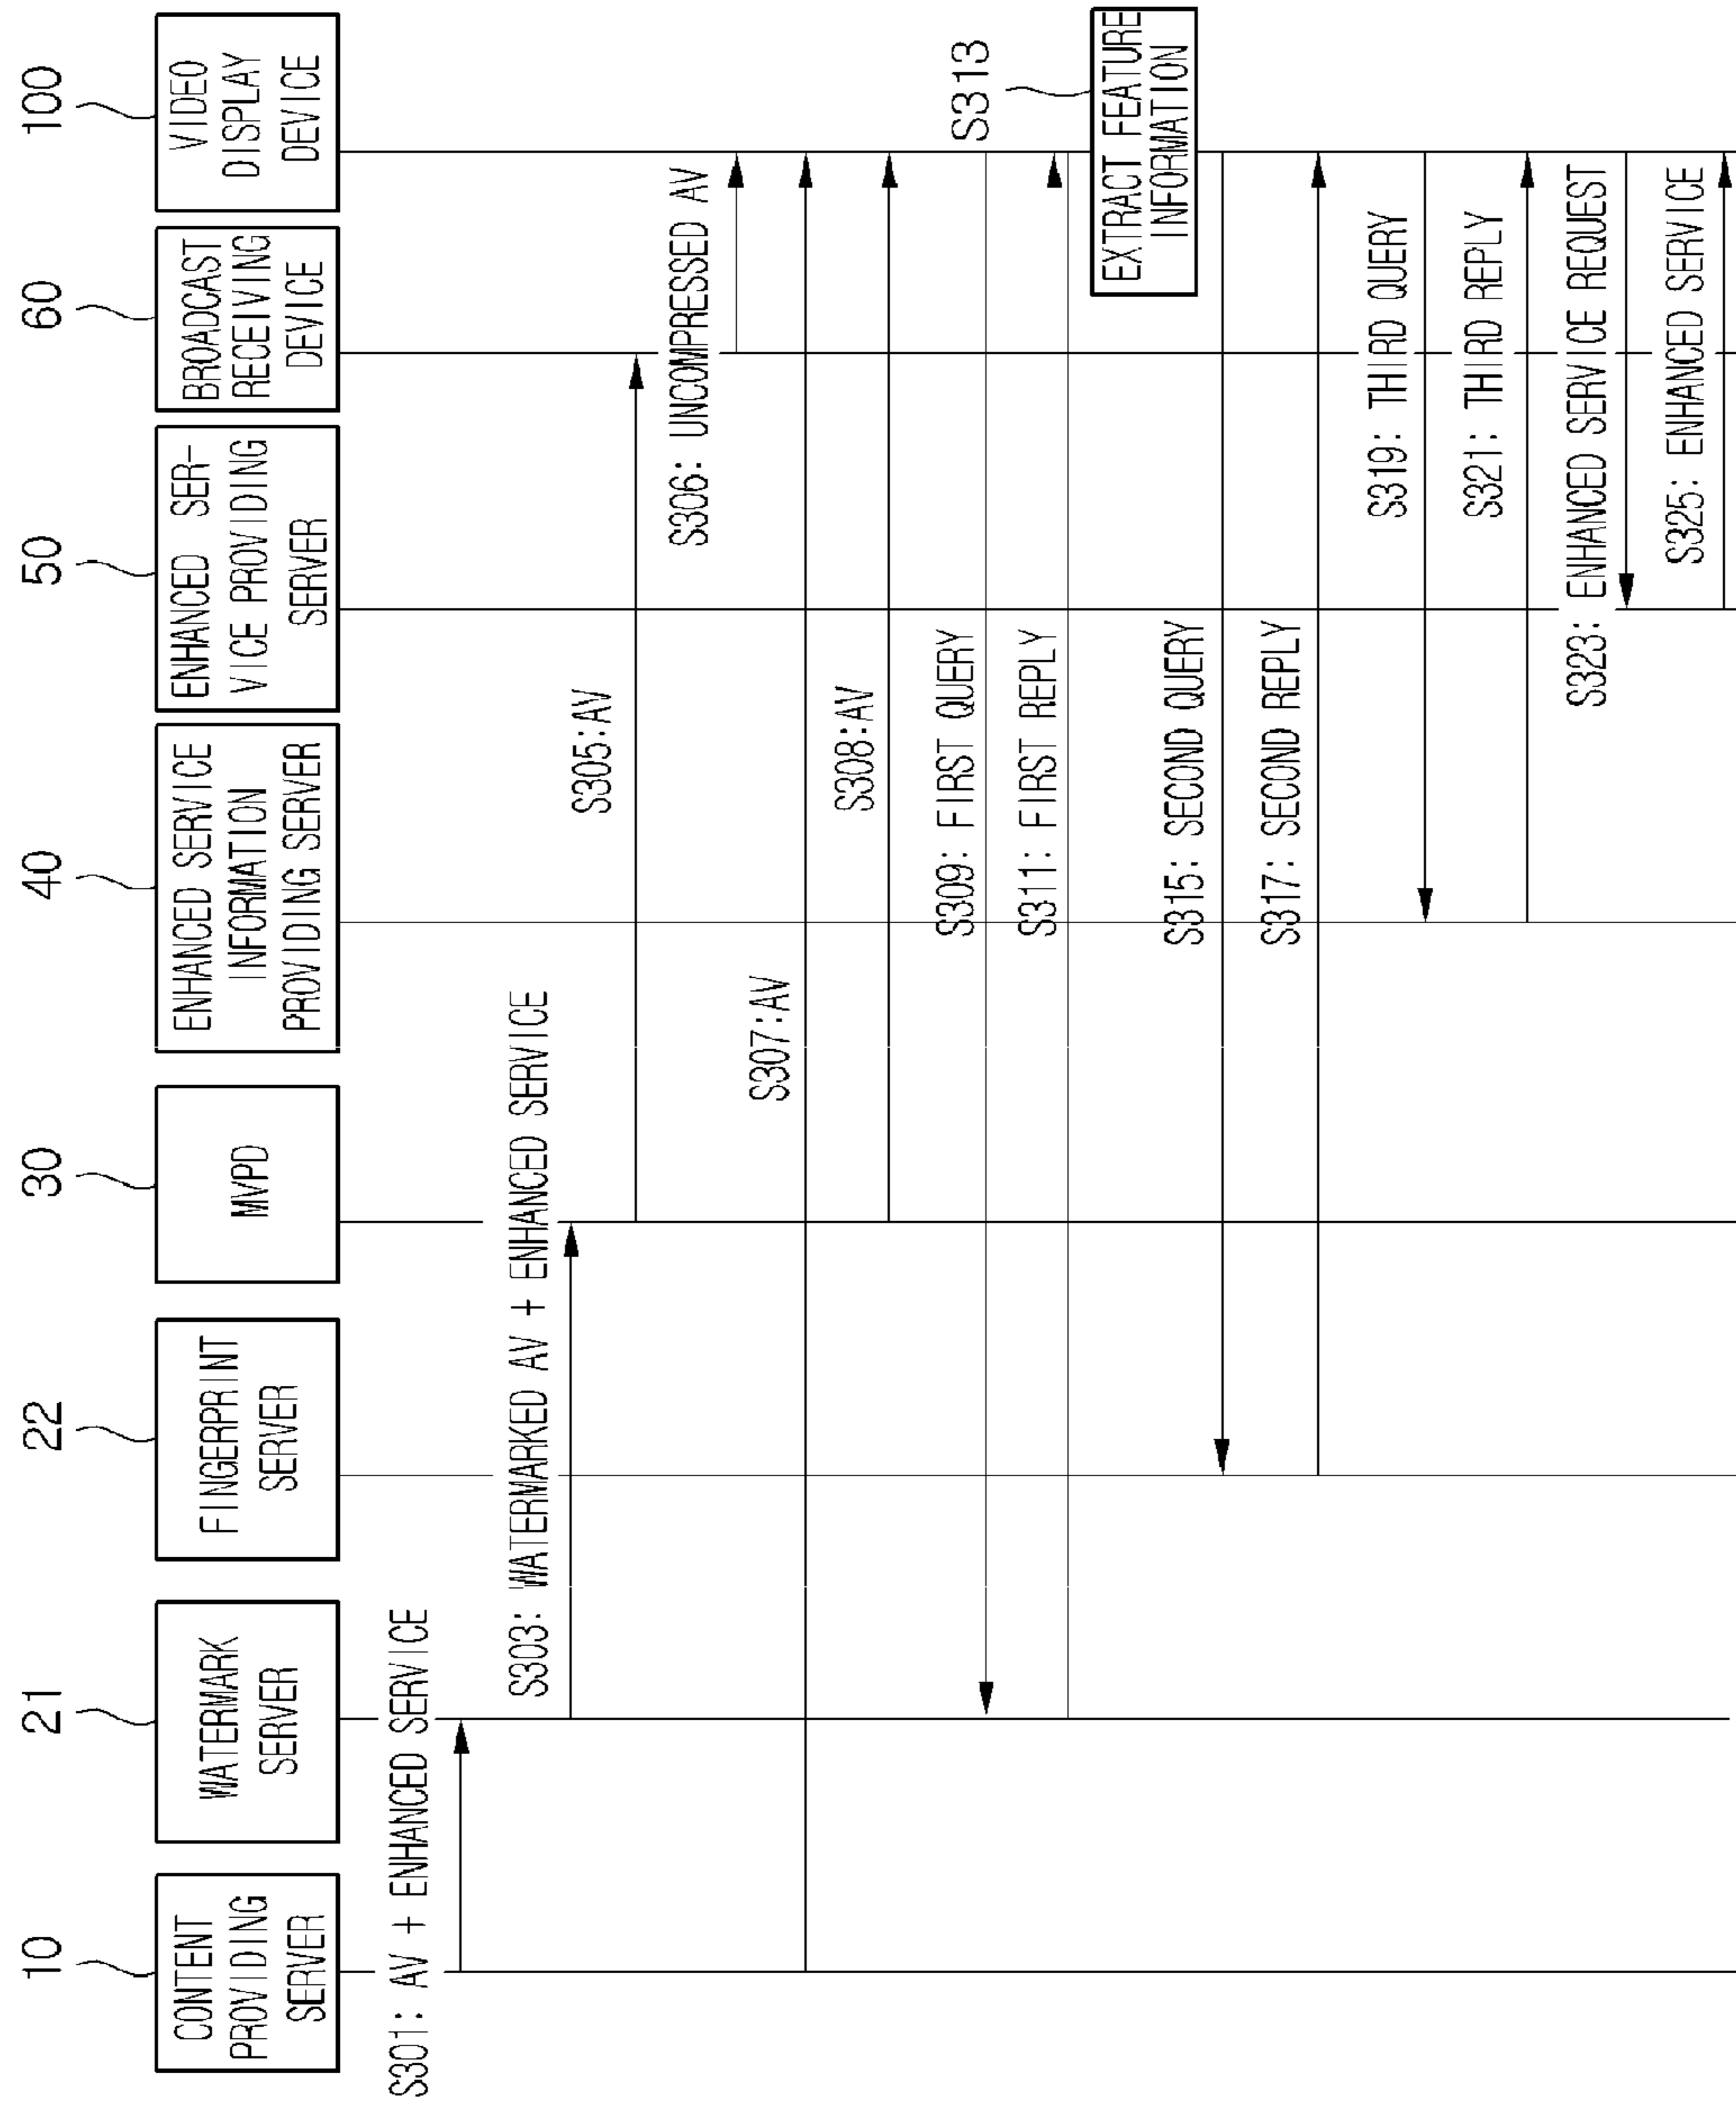 10
21
22
30
40
50
60
100
CONTENT
PROVIDING
SERVER
WATERMARK
SERVER
FINGERPRINT
SERVER
MVPD
ENHANCED SERVICE
INFORMATION
PROVIDING SERVER
ENHANCED SER-
VICE PROVIDING
SERVER
BROADCAST
RECEIVING
DEVICE
VIDEO
DISPLAY
DEVICE
S301: AV + ENHANCED SERVICE
S303: WATERMARKED AV + ENHANCED SERVICE
S305:AV
S306: UNCOMPRESSED AV
S307:AV
S308:AV
S309: FIRST QUERY
S311: FIRST REPLY
S313
EXTRACT FEATURE
INFORMATION
S315: SECOND QUERY
S317: SECOND REPLY
S319: THIRD QUERY
S321: THIRD REPLY
S323: ENHANCED SERVICE REQUEST
S325: ENHANCED SERVICE